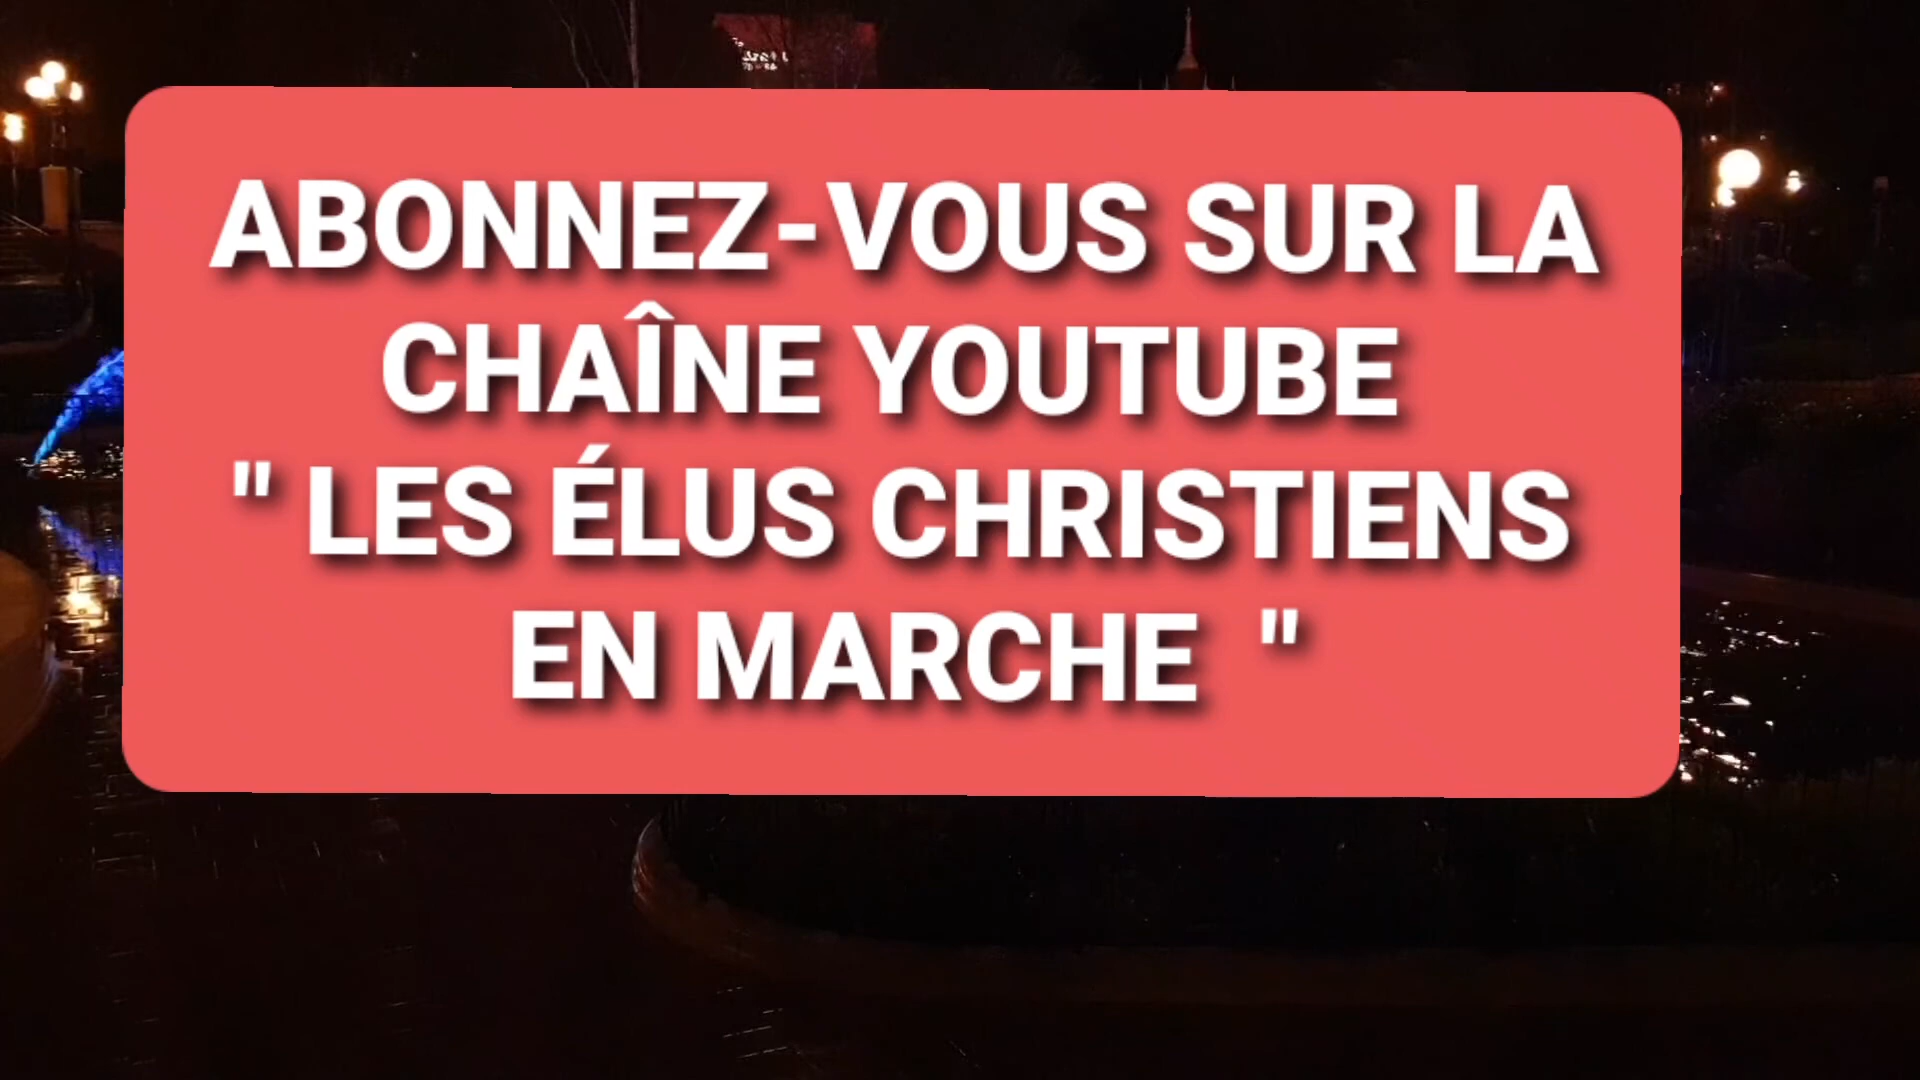 ABONNEZ-VOUS SUR LA
CHAÎNE YOUTUBE
" LES ÉLUS CHRISTIENS
EN MARCHE "